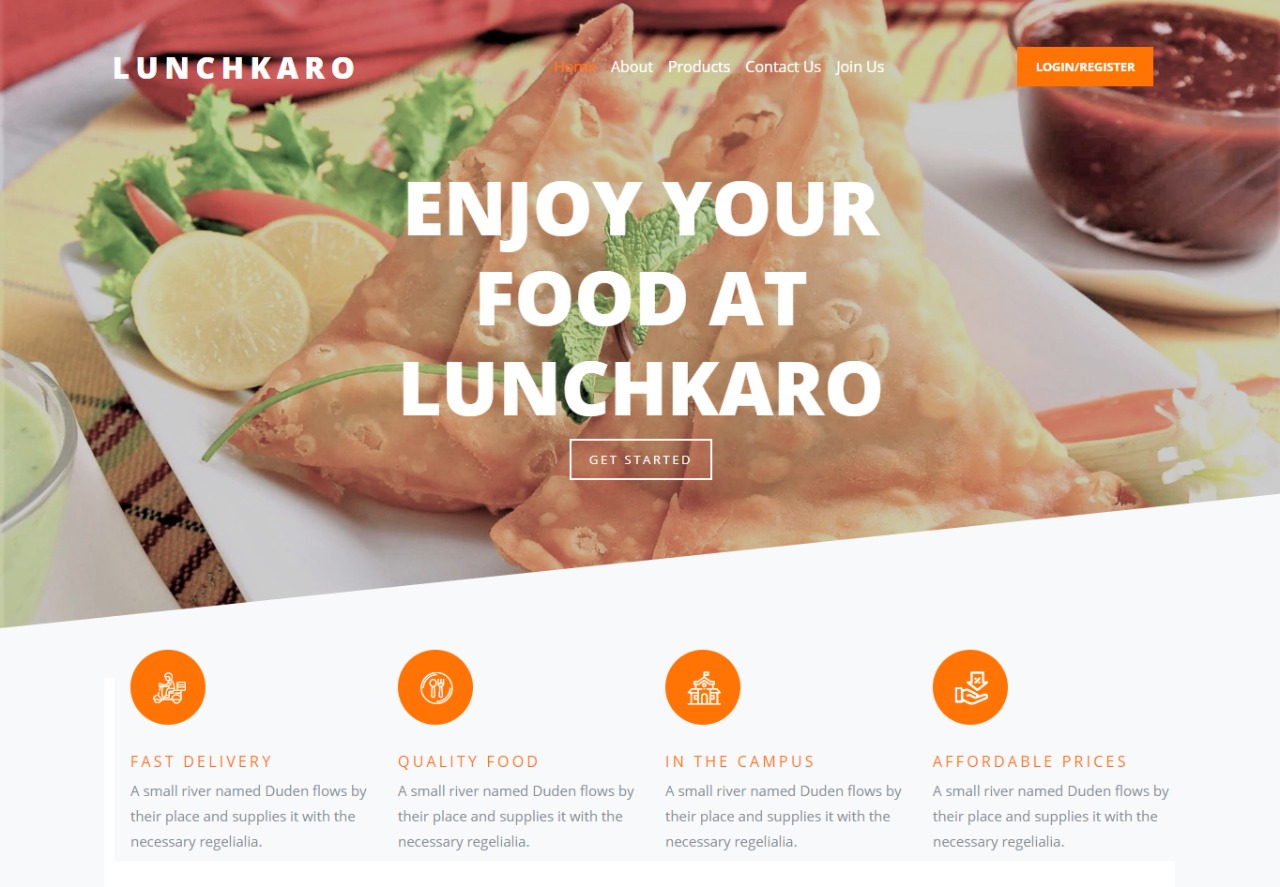 LUNCHKARO
Home About Products Contact Us Join Us
LOGIN/REGISTER
ENJOY YOUR
FOOD AT
LUNCHKARO
GET STARTED
FAST DELIVERY
A small river named Duden flows by
their place and supplies it with the
necessary regelialia.
QUALITY FOOD
A small river named Duden flows by
their place and supplies it with the
necessary regelialia.
IN THE CAMPUS
A small river named Duden flows by
their place and supplies it with the
necessary regelialia.
AFFORDABLE PRICES
A small river named Duden flows by
their place and supplies it with the
necessary regelialia.